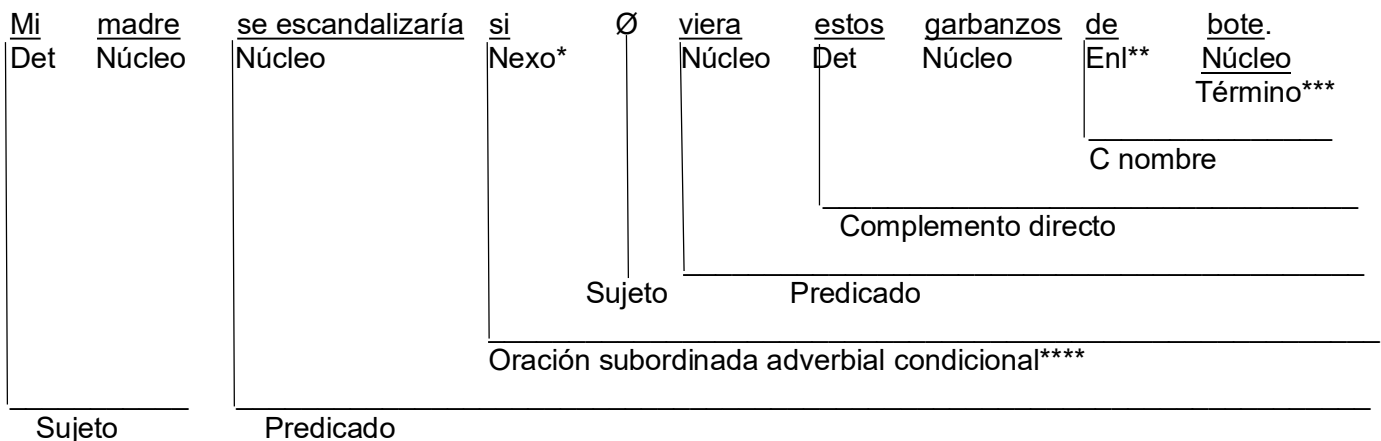 Mi madre se escandalizaría si Ø viera estos garbanzos de bote.
Det Núcleo Núcleo Nexo* Núcleo Det Núcleo Enl** Núcleo
Término***
C nombre
Complemento directo
Sujeto Predicado
Oración subordinada adverbial condicional****
Sujeto Predicado